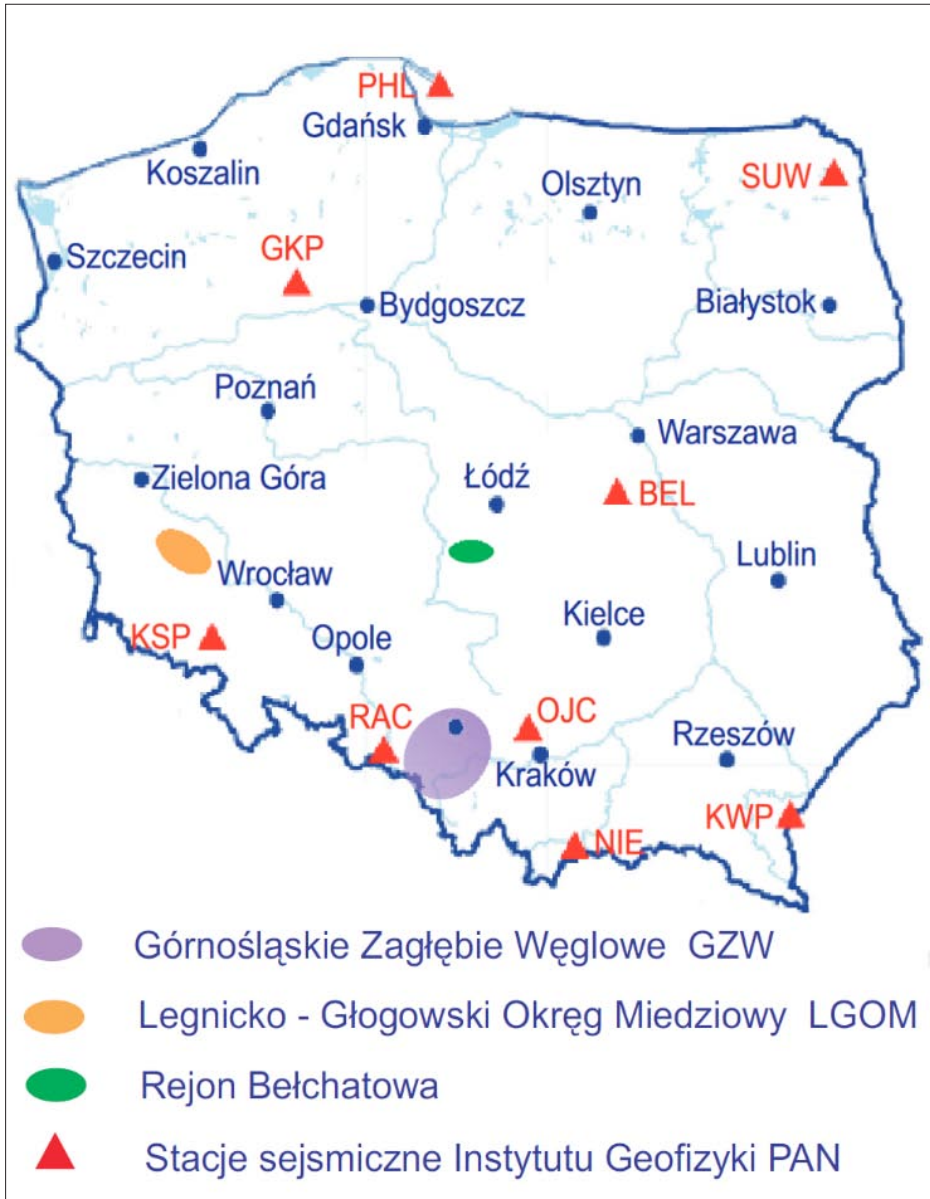 PHL
Gdańsk
Koszalin
SUW
Olsztyn
GKP
Szczecin
Bydgoszcz
Białystok
Poznań
Warszawa
Zielona Góra
Łódź
BEL
Wrocław
Lublin
KSP
Opole
Kielce
RAC
OJC
Rzeszów
Kraków
KWP
NIE
Górnośląskie Zagłębie Węglowe GZW
Legnicko - Głogowski Okręg Miedziowy LGOM
Rejon Bełchatowa
Stacje sejsmiczne Instytutu Geofizyki PAN